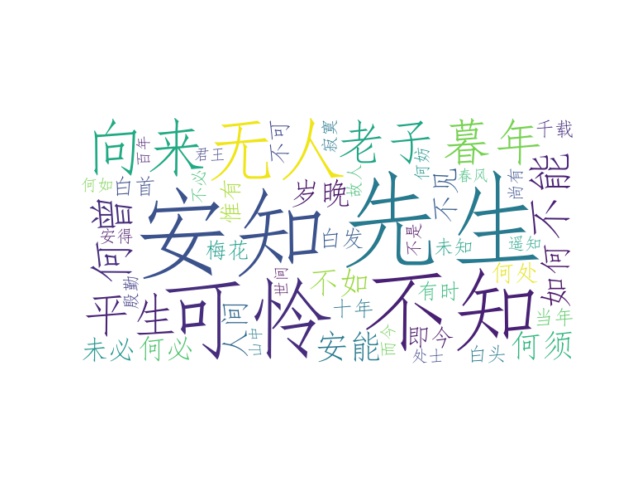 向来
百年
君王
无人
不可
寂寞
老子
何妨
暮年
千载
何如
白首
不必
惟有
岁晚
故人
不见
春风
尚有
不能
何曾
安得
安知
先生
梅花
白发
不是
未知
遥知
如何
殷勤
世间
不如
何处
平生
可怜
不知
十年
有时
当年
人间
山中
安能
而今
即今
处士
白头
何须
未必
何必